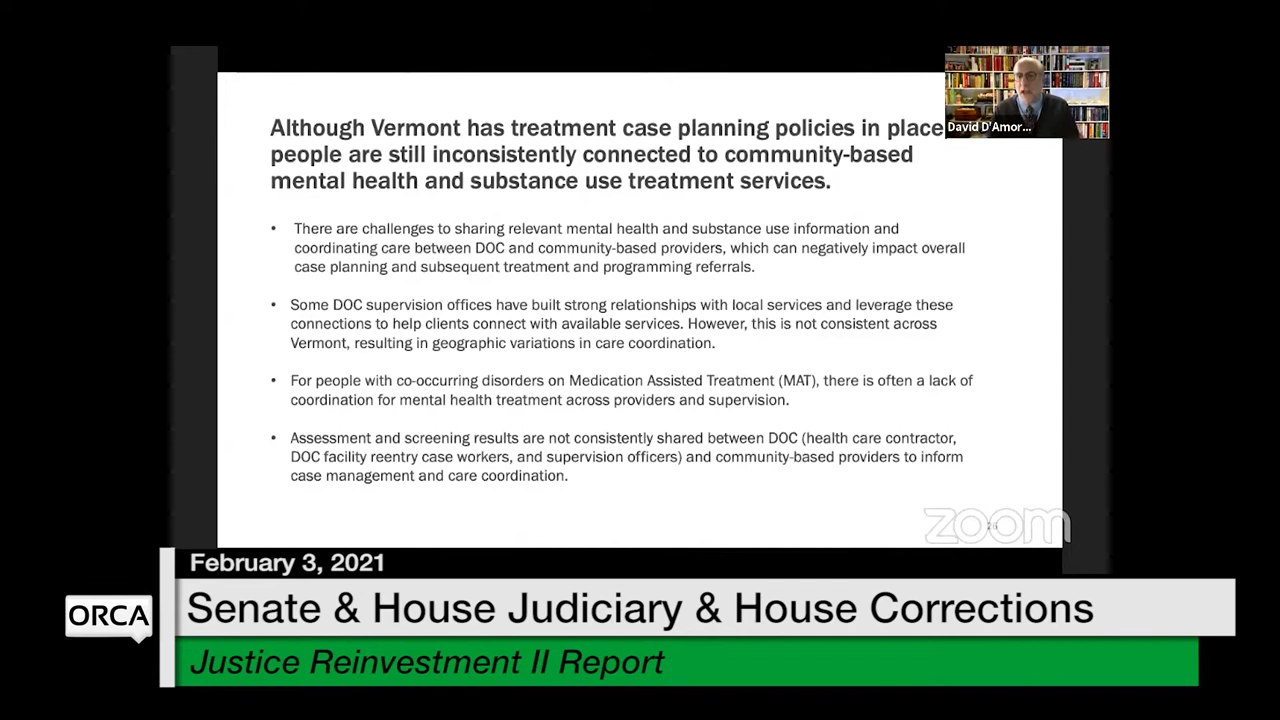 David D'Amor...
Although Vermont has treatment case planning policies in place
people are still inconsistently connected to community-based
mental health and substance use treatment services.
• There are challenges to sharing relevant mental health and substance use information and
coordinating care between DOC and community-based providers, which can negatively impact overall
case planning and subsequent treatment and programming referrals.
• Some DOC supervision offices have built strong relationships with local services and leverage these
connections to help clients connect with available services. However, this is not consistent across
Vermont, resulting in geographic variations in care coordination.
• For people with co-occurring disorders on Medication Assisted Treatment (MAT), there is often a lack of
coordination for mental health treatment across providers and supervision.
• Assessment and screening results are not consistently shared between DOC (health care contractor,
DOC facility reentry case workers, and supervision officers) and community-based providers to inform
case management and care coordination.
zoom
February 3, 2021
ORCA
Senate & House Judiciary & House Corrections
Justice Reinvestment II Report